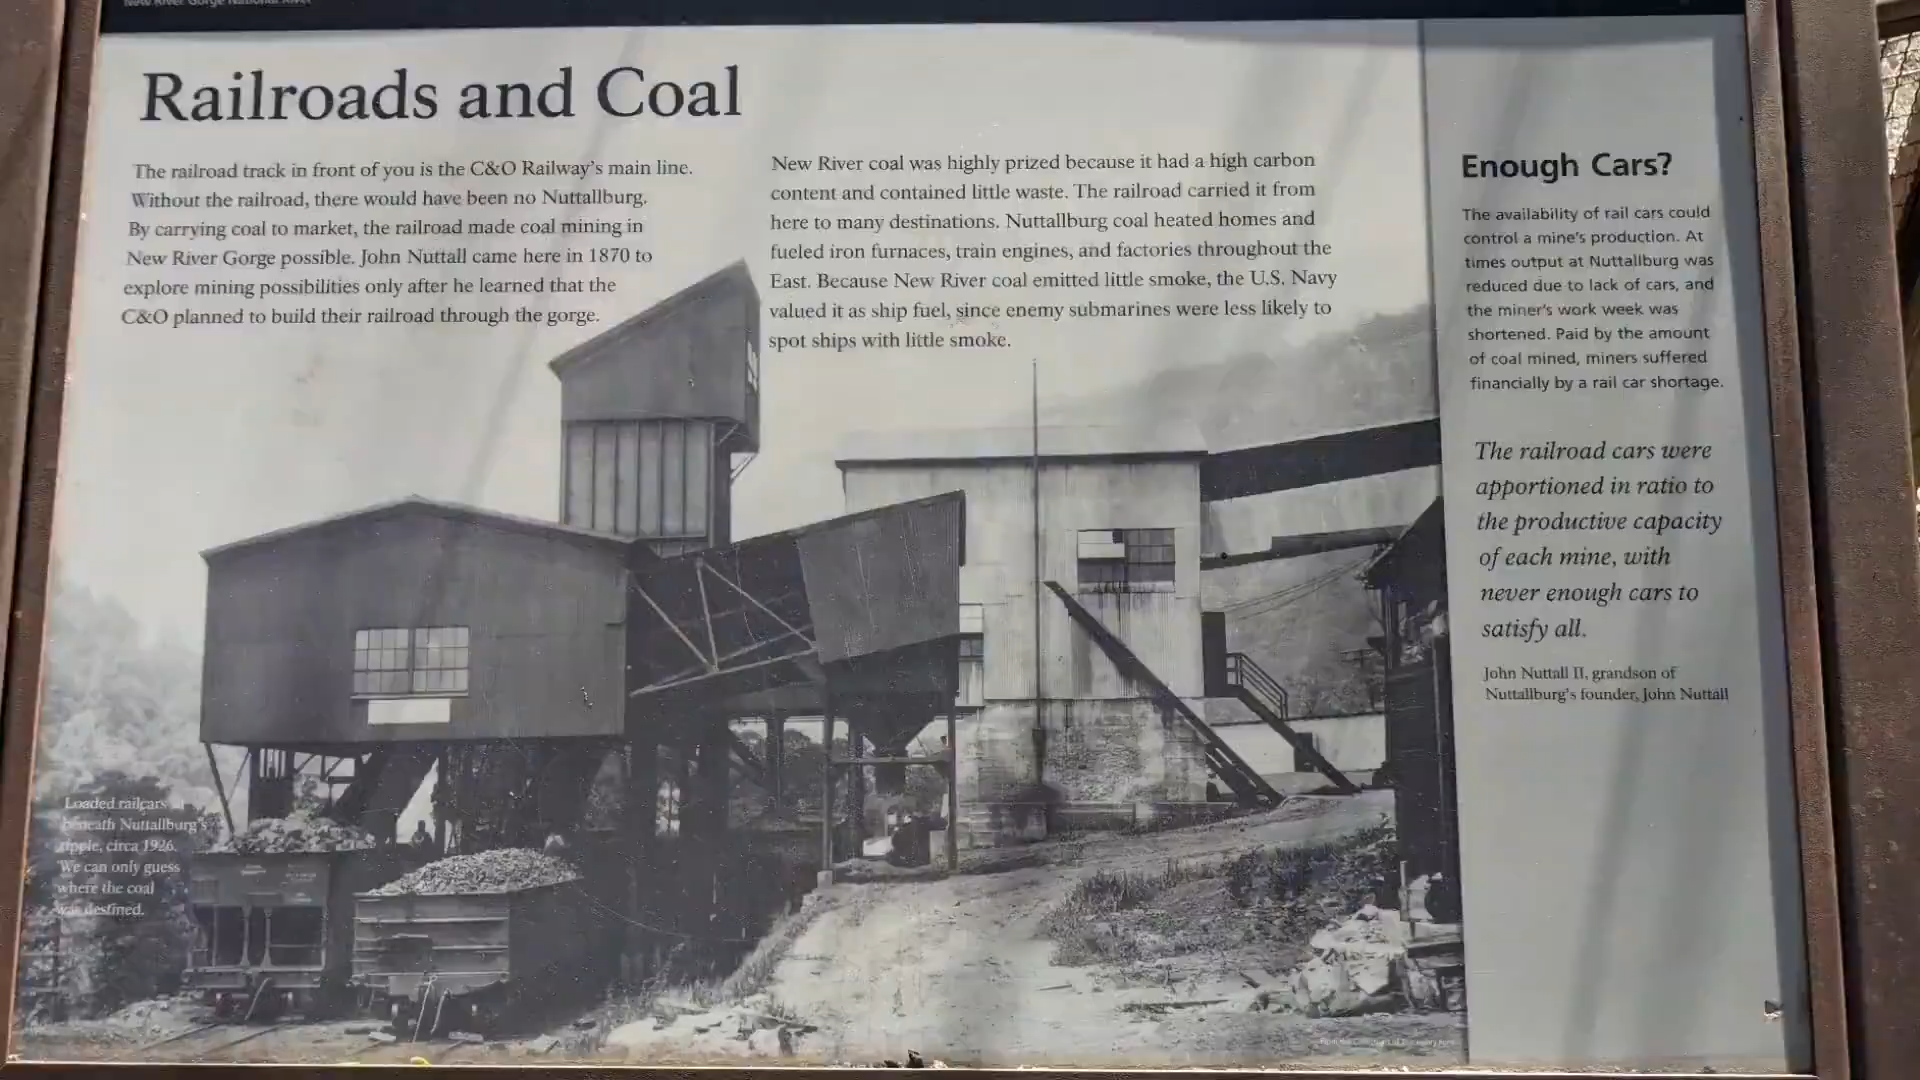 New River Gorge National River
Railroads and Coal
The railroad track in front of you is the C&O Railway's main line.
Without the railroad, there would have been no Nuttallburg.
By carrying coal to market, the railroad made coal mining in
New River Gorge possible. John Nuttall came here in 1870 to
explore mining possibilities only after he learned that the
C&O planned to build their railroad through the gorge.
New River coal was highly prized because it had a high carbon
content and contained little waste. The railroad carried it from
here to many destinations. Nuttallburg coal heated homes and
fueled iron furnaces, train engines, and factories throughout the
East. Because New River coal emitted little smoke, the U.S. Navy
valued it as ship fuel, since enemy submarines were less likely to
spot ships with little smoke.
Enough Cars?
The availability of rail cars could
control a mine's production. At
times output at Nuttallburg was
reduced due to lack of cars, and
the miner's work week was
shortened. Paid by the amount
of coal mined, miners suffered
financially by a rail car shortage.
The railroad cars were
apportioned in ratio to
the productive capacity
of each mine, with
never enough cars to
satisfy all.
John Nuttall II, grandson of
Nuttallburg's founder, John Nuttall
Loaded railcars
beneath Nuttallburg's
tipple, circa 1926.
We can only guess
where the coal
was destined.